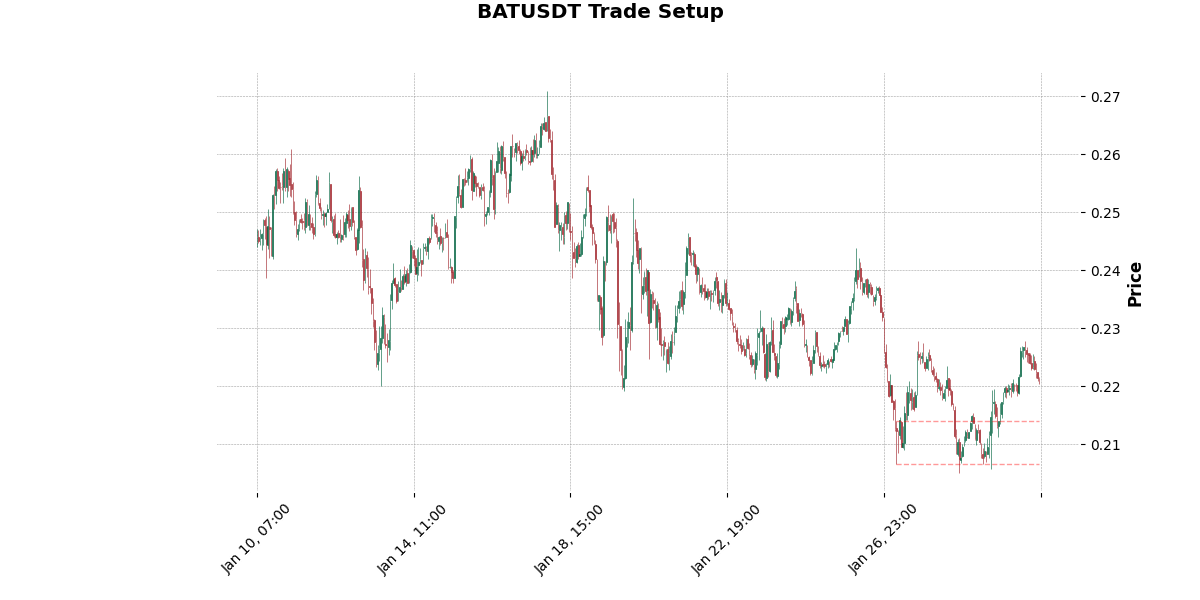 BATUSDT Trade Setup
0.27
0.26
0.25
0.24
0.23
0.22
0.21
Price
Jan 10, 07:00
Jan 14, 11:00
Jan 18, 15:00
Jan 22, 19:00
Jan 26, 23:00